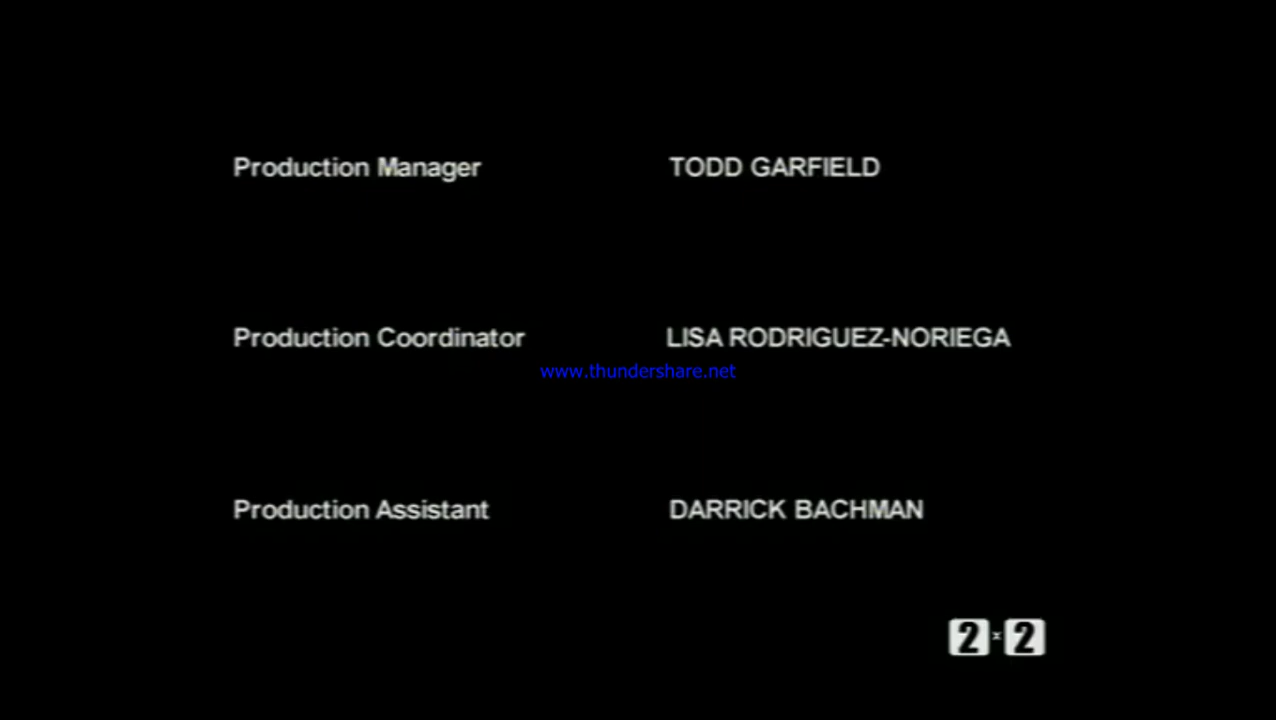 Production Manager TODD GARFIELD
Production Coordinator LISA RODRIGUEZ-NORIEGA
www.thundershare.net
Production Assistant DARRICK BACHMAN
2x2